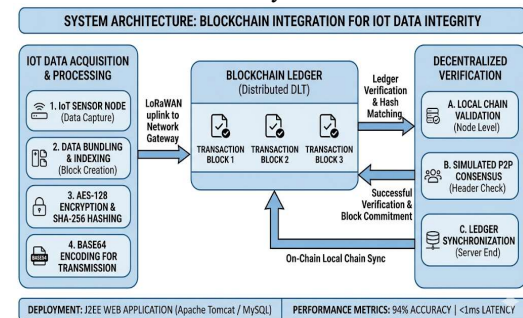 SYSTEM ARCHITECTURE: BLOCKCHAIN INTEGRATION FOR IOT DATA INTEGRITY
IOT DATA ACQUISITION
& PROCESSING
1. IoT SENSOR NODE
(Data Capture)
2. DATA BUNDLING
& INDEXING
(Block Creation)
3. AES-128
ENCRYPTION &
SHA-256 HASHING
4. BASE64
ENCODING FOR
TRANSMISSION
LoRaWAN
uplink to
Network
Gateway
BLOCKCHAIN LEDGER
(Distributed DLT)
TRANSACTION
BLOCK 1
TRANSACTION
BLOCK 2
TRANSACTION
BLOCK 3
Ledger
Verification
& Hash
Matching
Successful
Verification &
Block Commitment
On-Chain Local Chain Sync
DECENTRALIZED
VERIFICATION
A. LOCAL CHAIN
VALIDATION
(Node Level)
B. SIMULATED P2P
CONSENSUS
(Header Check)
C. LEDGER
SYNCHRONIZATION
(Server End)
DEPLOYMENT: J2EE WEB APPLICATION (Apache Tomcat / MySQL)
PERFORMANCE METRICS: 94% ACCURACY | <1ms LATENCY